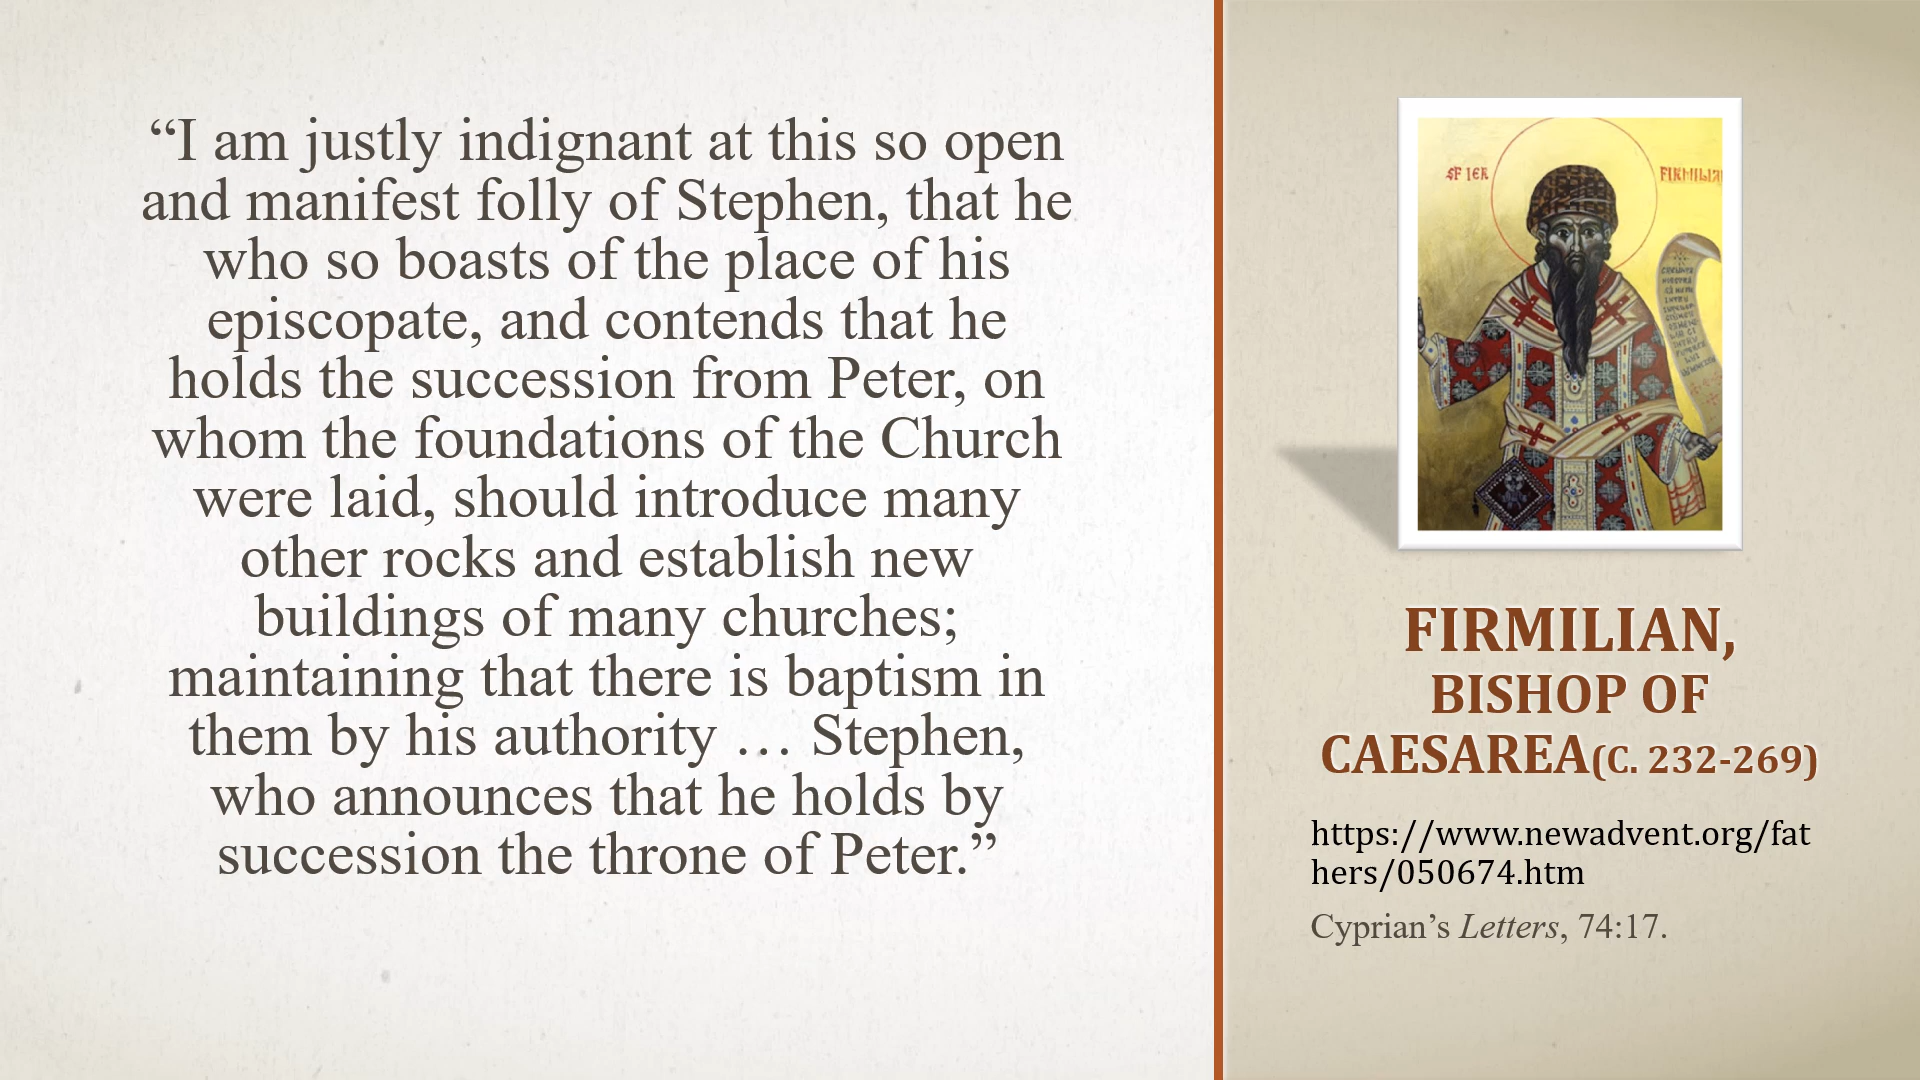 “I am justly indignant at this so open
and manifest folly of Stephen, that he
who so boasts of the place of his
episcopate, and contends that he
holds the succession from Peter, on
whom the foundations of the Church
were laid, should introduce many
other rocks and establish new
buildings of many churches;
maintaining that there is baptism in
them by his authority … Stephen,
who announces that he holds by
succession the throne of Peter.”
SF IER FIRMILIA
FIRMILIAN,
BISHOP OF
CAESAREA(C. 232-269)
https://www.newadvent.org/fat
hers/050674.htm
Cyprian’s Letters, 74:17.